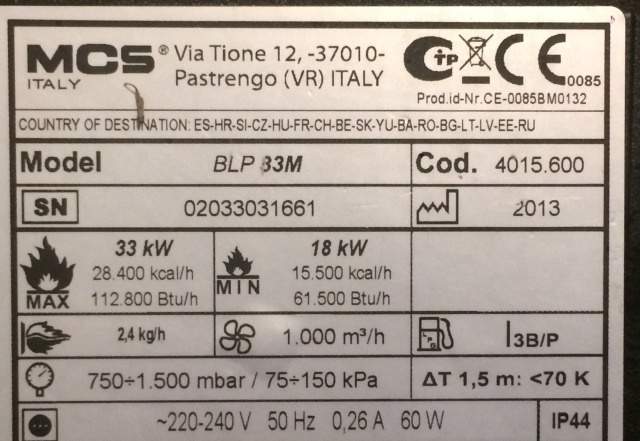 MCS® Via Tione 12, -37010-
ITALY Pastrengo (VR) ITALY
CE 0085
Prod.id-Nr.CE-0085BM0132
COUNTRY OF DESTINATION: ES-HR-SI-CZ-HU-FR-CH-BE-SK-YU-BA-RO-BG-LT-LV-EE-RU
Model BLP 33M Cod. 4015.600
SN 02033031661 2013
33 kW 18 kW
28.400 kcal/h 15.500 kcal/h
MAX 112.800 Btu/h MIN 61.500 Btu/h
2,4 kg/h 1.000 m³/h I3B/P
750÷1.500 mbar / 75÷150 kPa ΔT 1,5 m: <70 K
~220-240 V 50 Hz 0,26 A 60 W IP44